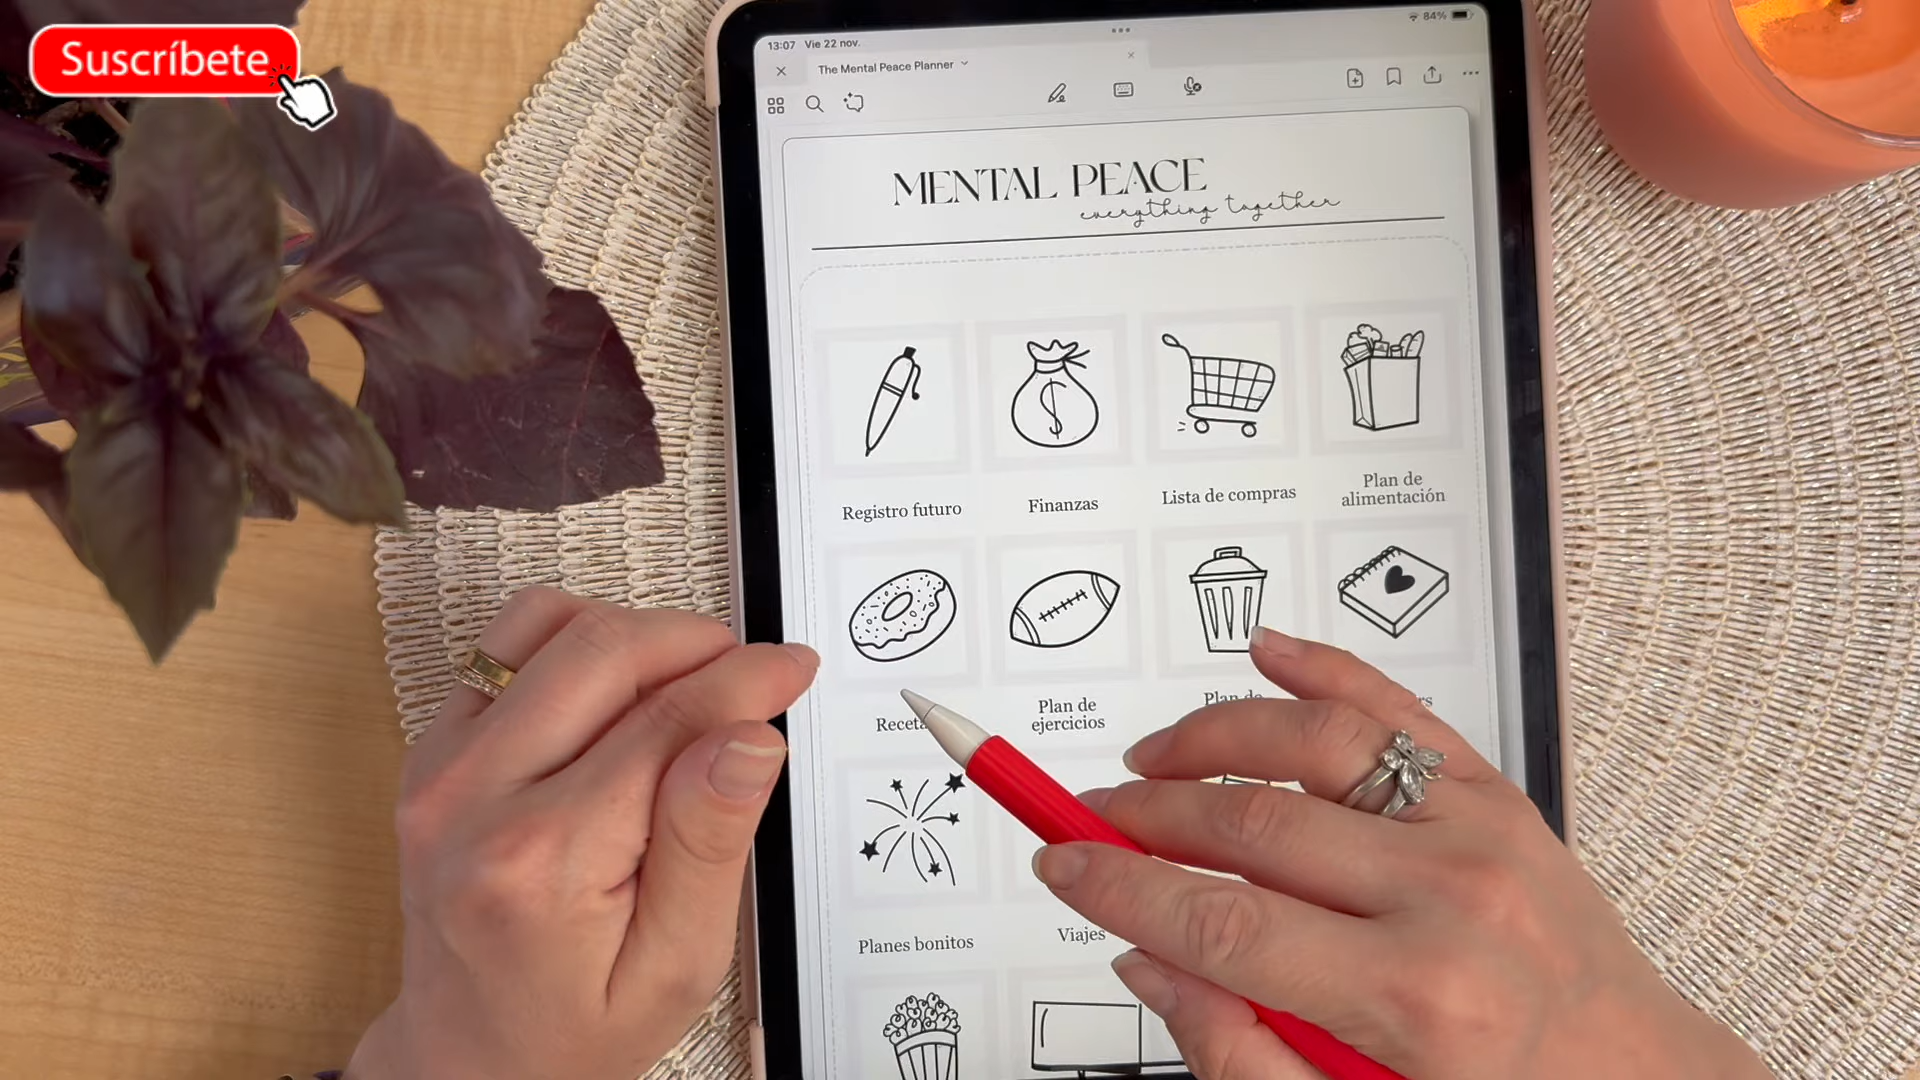 Suscríbete
13:07 Vie 22 nov.
84%
The Mental Peace Planner
MENTAL PEACE
everything together
Registro futuro
Finanzas
Lista de compras
Plan de
alimentación
Plan de
ejercicios
Planes bonitos
Viajes